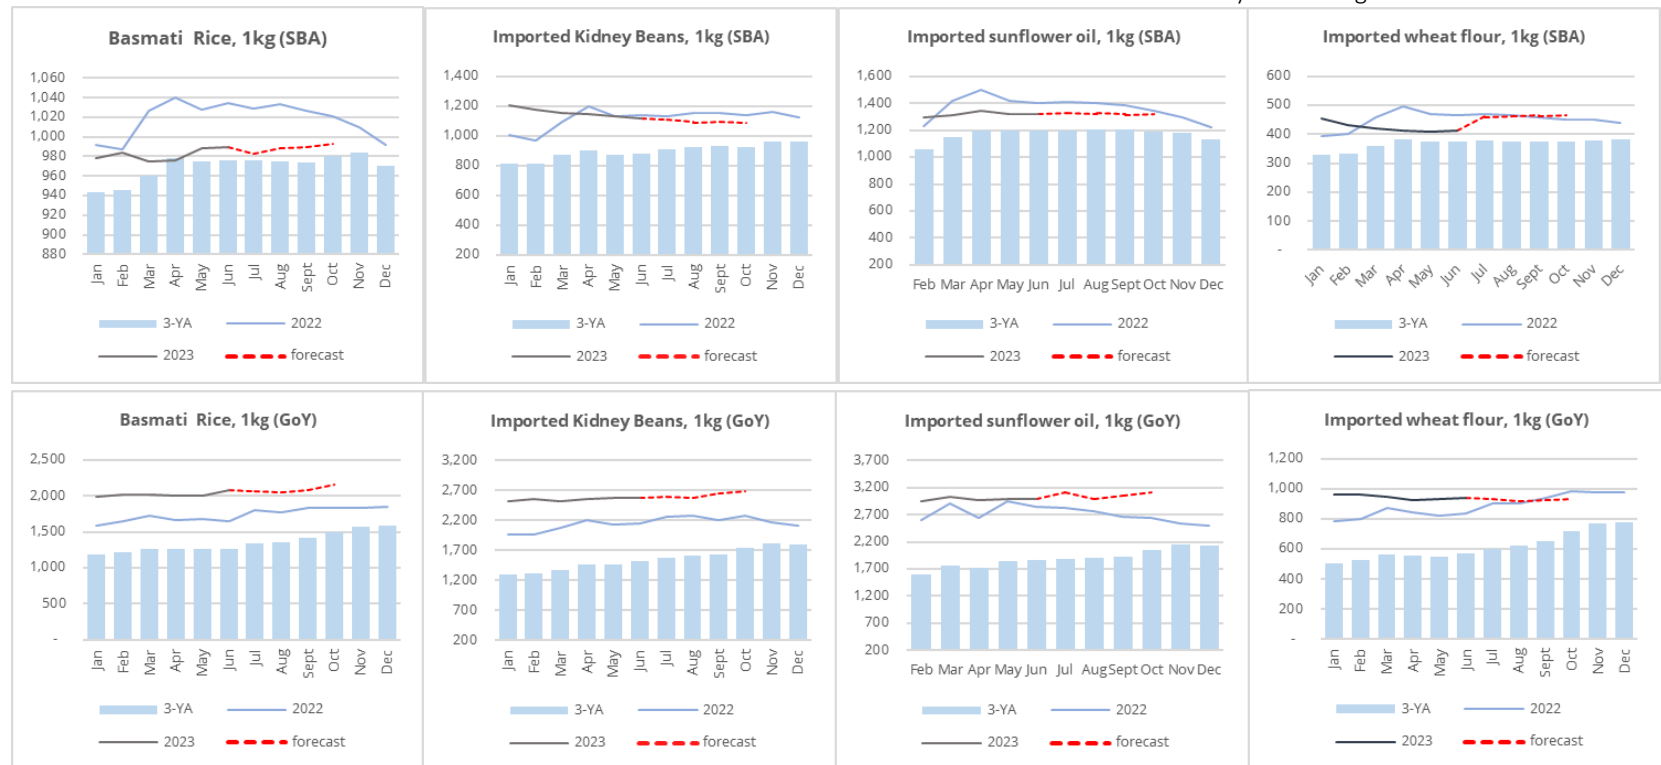 Basmati  Rice, 1kg (SBA)
1,060
1,040
1,020
1,000
980
960
940
920
900
880
Jan Feb Mar Apr May Jun Jul Aug Sept Oct Nov Dec
3-YA 2022
2023 forecast
Imported Kidney Beans, 1kg (SBA)
1,400
1,200
1,000
800
600
400
200
Jan Feb Mar Apr May Jun Jul Aug Sept Oct Nov Dec
3-YA 2022
2023 forecast
Imported sunflower oil, 1kg (SBA)
1,600
1,400
1,200
1,000
800
600
400
200
Feb Mar Apr May Jun Jul Aug Sept Oct Nov Dec
3-YA 2022
2023 forecast
Imported wheat flour, 1kg (SBA)
600
500
400
300
200
100
-
Jan Feb Mar Apr May Jun Jul Aug Sept Oct Nov Dec
3-YA 2022
2023 forecast
Basmati  Rice, 1kg (GoY)
2,500
2,000
1,500
1,000
500
-
Jan Feb Mar Apr May Jun Jul Aug Sept Oct Nov Dec
3-YA 2022
2023 forecast
Imported Kidney Beans, 1kg (GoY)
3,200
2,700
2,200
1,700
1,200
700
200
Jan Feb Mar Apr May Jun Jul Aug Sept Oct Nov Dec
3-YA 2022
2023 forecast
Imported sunflower oil, 1kg (GoY)
3,700
3,200
2,700
2,200
1,700
1,200
700
200
Feb Mar Apr May Jun Jul Aug Sept Oct Nov Dec
3-YA 2022
2023 forecast
Imported wheat flour, 1kg (GoY)
1,200
1,000
800
600
400
200
-
Jan Feb Mar Apr May Jun Jul Aug Sept Oct Nov Dec
3-YA 2022
2023 forecast